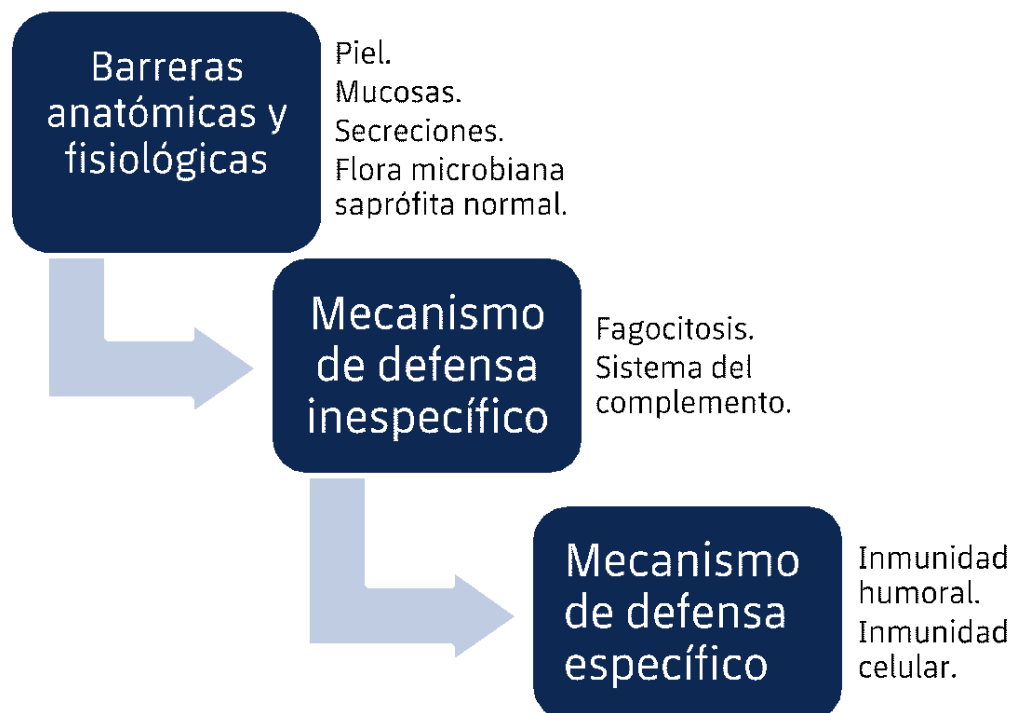 Barreras
anatómicas y
fisiológicas
Piel.
Mucosas.
Secreciones.
Flora microbiana
saprófita normal.
Mecanismo
de defensa
inespecífico
Fagocitosis.
Sistema del
complemento.
Mecanismo
de defensa
específico
Inmunidad
humoral.
Inmunidad
celular.